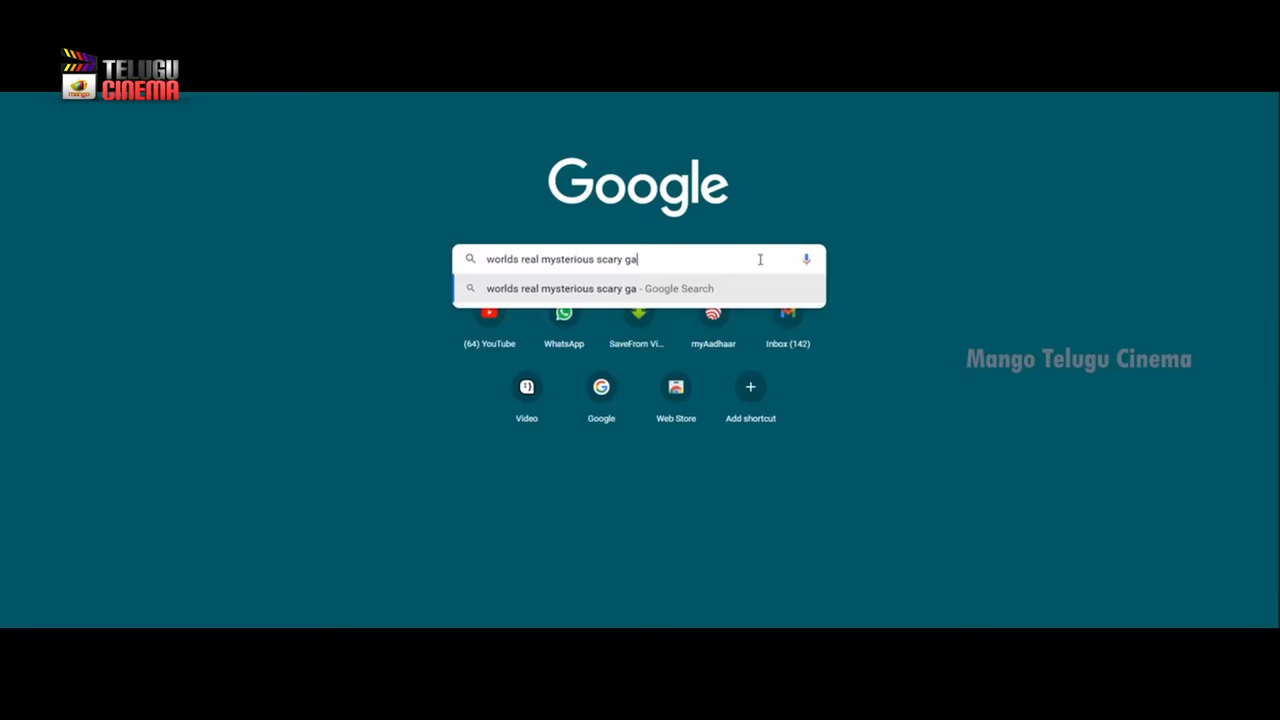 TELUGU
CINEMA
mango
Google
worlds real mysterious scary ga
worlds real mysterious scary ga - Google Search
(64) YouTube
WhatsApp
SaveFrom Vi...
myAadhaar
Inbox (142)
Mango Telugu Cinema
Video
Google
Web Store
Add shortcut